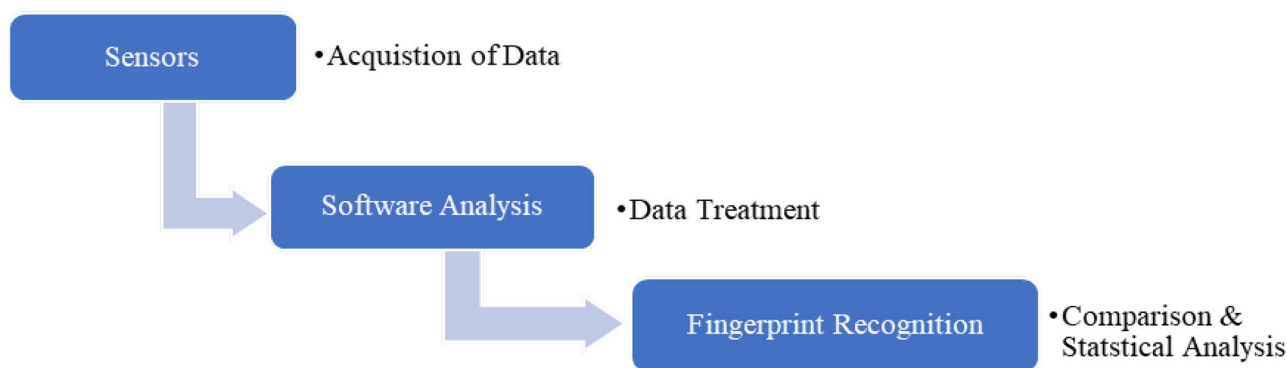 Sensors
•Acquistion of Data
Software Analysis
•Data Treatment
Fingerprint Recognition
•Comparison &
Statstical Analysis